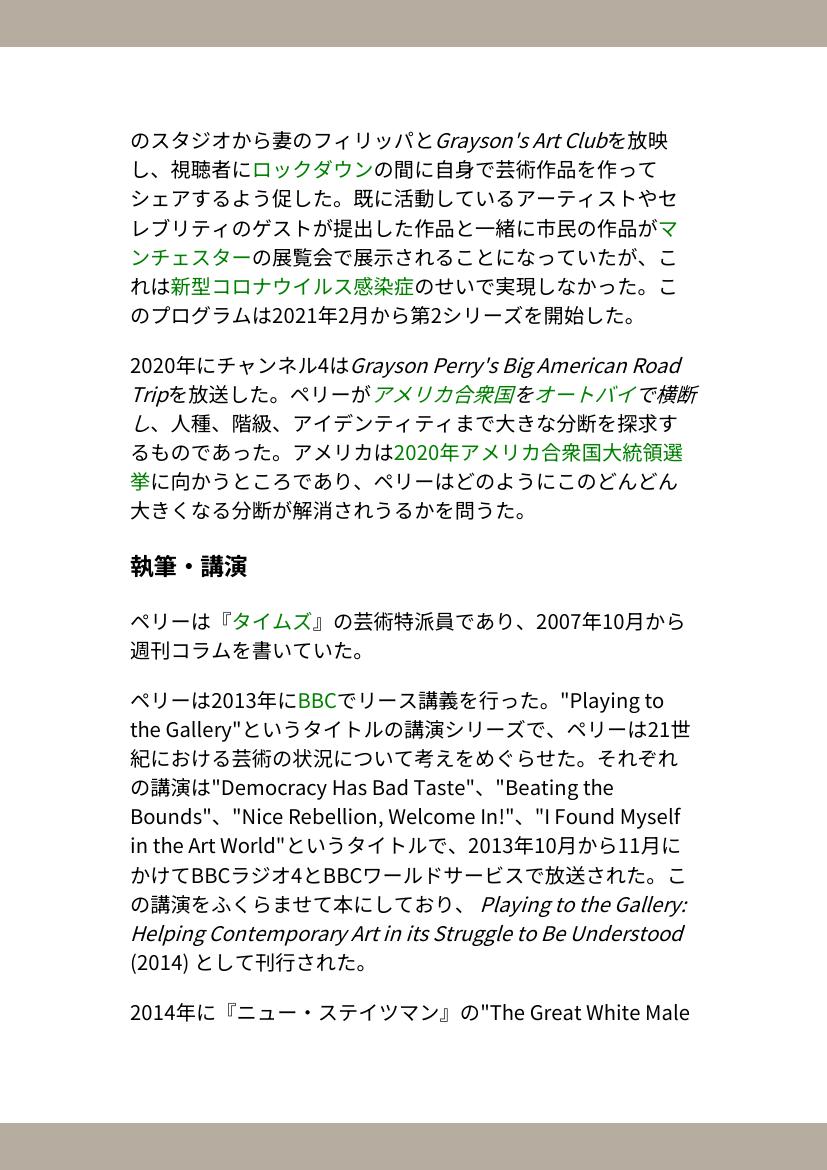 のスタジオから妻のフィリッパとGrayson's Art Clubを放映
し、視聴者にロックダウンの間に自身で芸術作品を作って
シェアするよう促した。既に活動しているアーティストやセ
レブリティのゲストが提出した作品と一緒に市民の作品がマ
ンチェスターの展覧会で展示されることになっていたが、こ
れは新型コロナウイルス感染症のせいで実現しなかった。こ
のプログラムは2021年2月から第2シリーズを開始した。
2020年にチャンネル4はGrayson Perry's Big American Road
Tripを放送した。ペリーがアメリカ合衆国をオートバイで横断
し、人種、階級、アイデンティティまで大きな分断を探求す
るものであった。アメリカは2020年アメリカ合衆国大統領選
挙に向かうところであり、ペリーはどのようにこのどんどん
大きくなる分断が解消されうるかを問うた。
執筆・講演
ペリーは『タイムズ』の芸術特派員であり、2007年10月から
週刊コラムを書いていた。
ペリーは2013年にBBCでリース講義を行った。"Playing to
the Gallery"というタイトルの講演シリーズで、ペリーは21世
紀における芸術の状況について考えをめぐらせた。それぞれ
の講演は"Democracy Has Bad Taste"、"Beating the
Bounds"、"Nice Rebellion, Welcome In!"、"I Found Myself
in the Art World"というタイトルで、2013年10月から11月に
かけてBBCラジオ4とBBCワールドサービスで放送された。こ
の講演をふくらませて本にしており、 Playing to the Gallery:
Helping Contemporary Art in its Struggle to Be Understood
(2014) として刊行された。
2014年に『ニュー・ステイツマン』の"The Great White Male